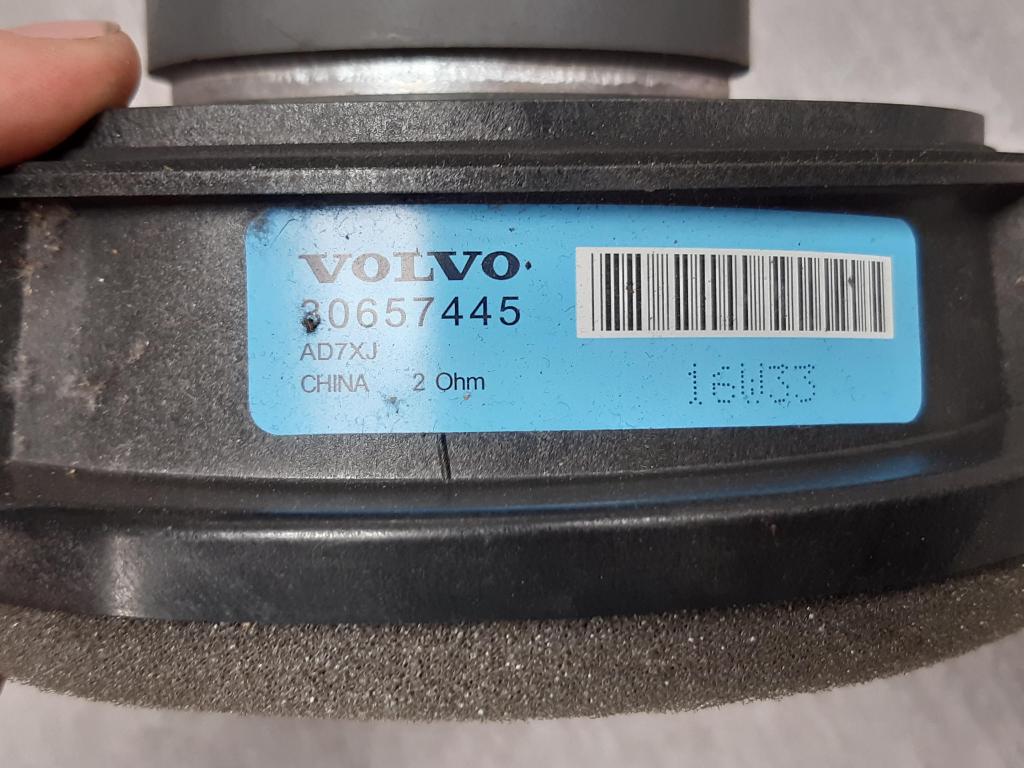 VOLVO
30657445
AD7XJ
CHINA 2 Ohm
16W33